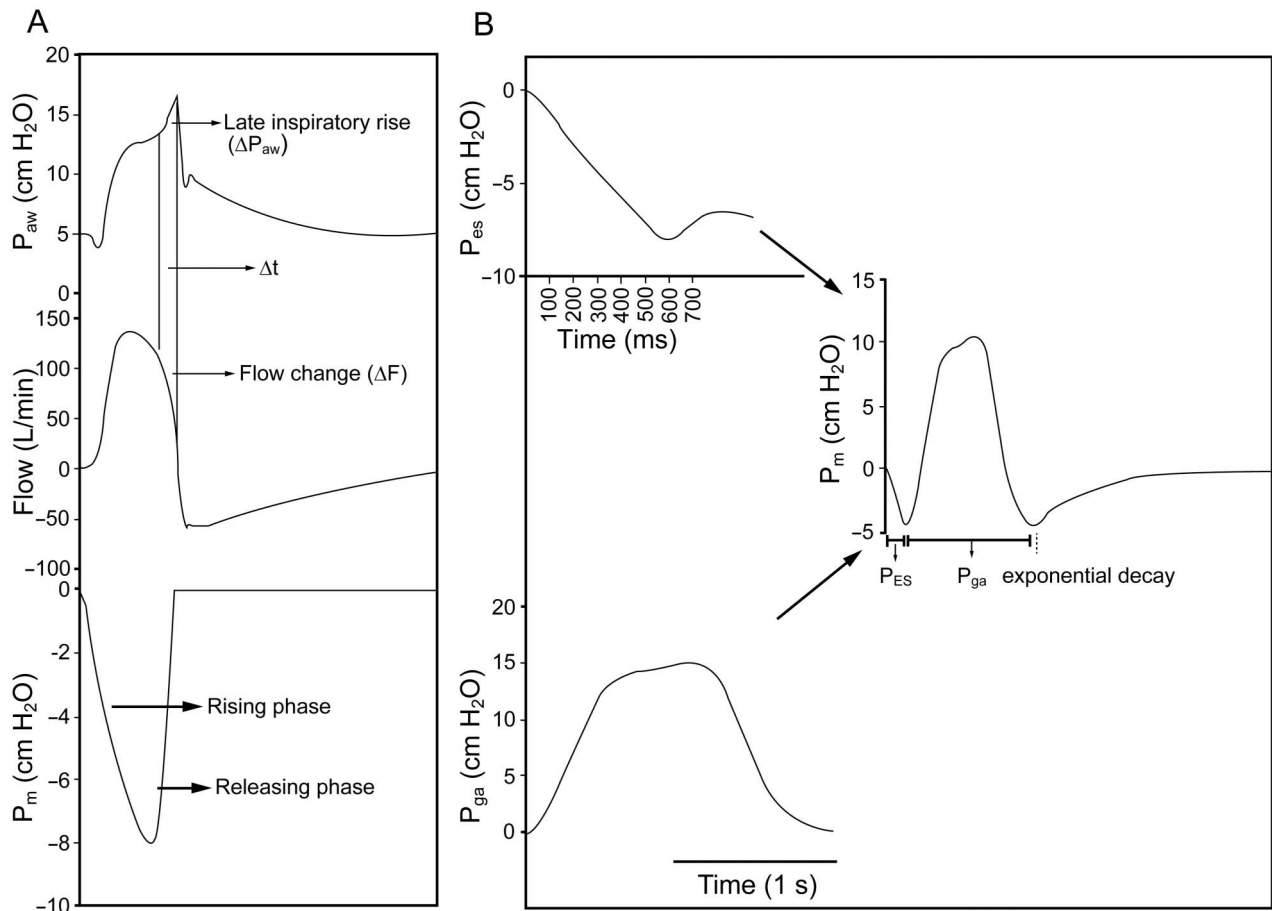 A
20
15
10
5
0
P_aw (cm H₂O)
Late inspiratory rise
(ΔP_aw)
Δt
150
100
50
0
–50
–100
Flow (L/min)
Flow change (ΔF)
0
-2
–4
–6
–8
–10
P_m (cm H₂O)
Rising phase
Releasing phase
B
0
–5
–10
P_es (cm H₂O)
100
200
300
400
500
600
700
Time (ms)
15
10
5
0
–5
P_m (cm H₂O)
P_ES
P_ga
exponential decay
20
15
10
5
0
P_ga (cm H₂O)
Time (1 s)